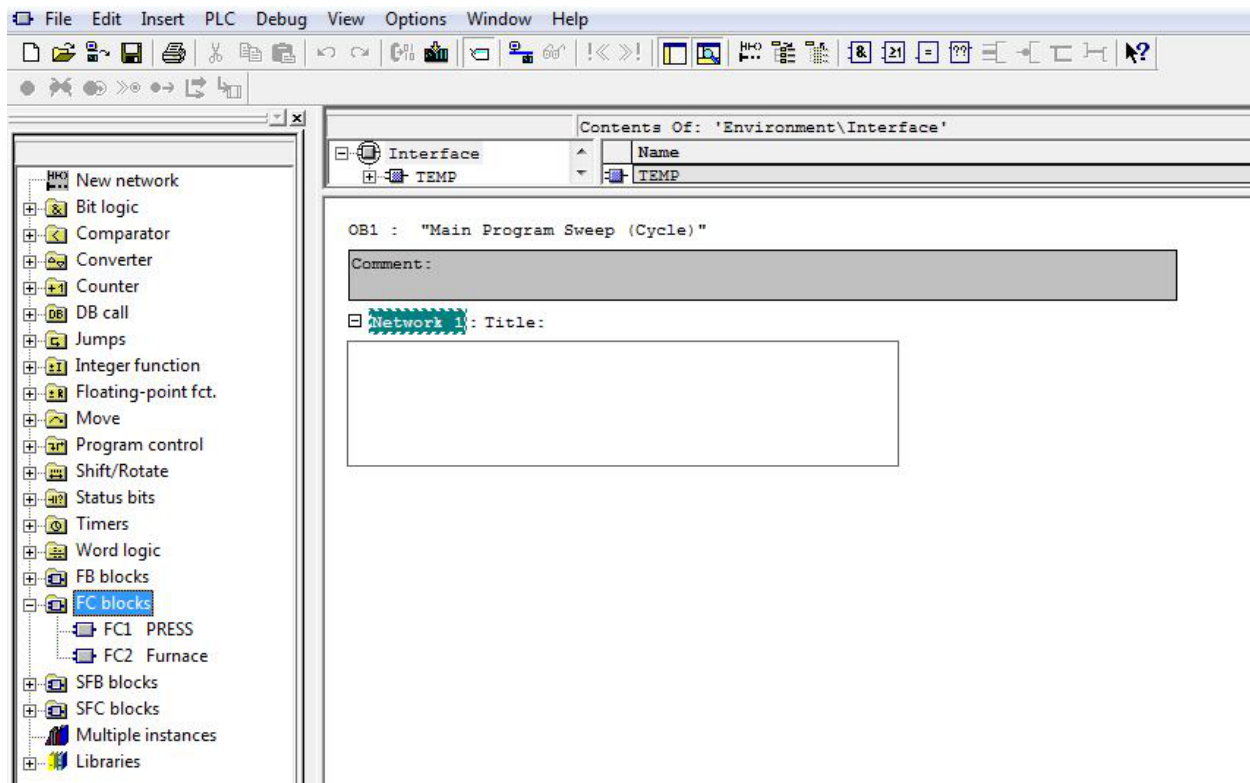 File Edit Insert PLC Debug View Options Window Help
Contents Of: 'Environment\Interface'
Interface
Name
TEMP
TEMP
New network
Bit logic
Comparator
Converter
Counter
DB call
Jumps
Integer function
Floating-point fct.
Move
Program control
Shift/Rotate
Status bits
Timers
Word logic
FB blocks
FC blocks
FC1 PRESS
FC2 Furnace
SFB blocks
SFC blocks
Multiple instances
Libraries
OB1 : "Main Program Sweep (Cycle)"
Comment:
Network 1: Title: